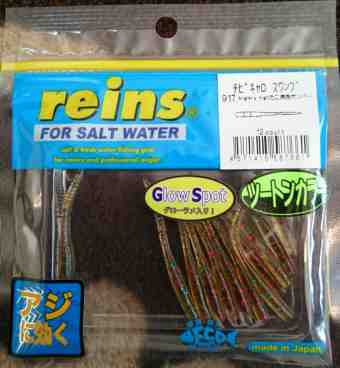 reins®
FOR SALT WATER
salt & fresh water fishing gear
for novice and professional angler
チビキャロ スワンプ
Glow Spot
グローラメ入り!
ツートンカラー
アジ
に効く
made in Japan